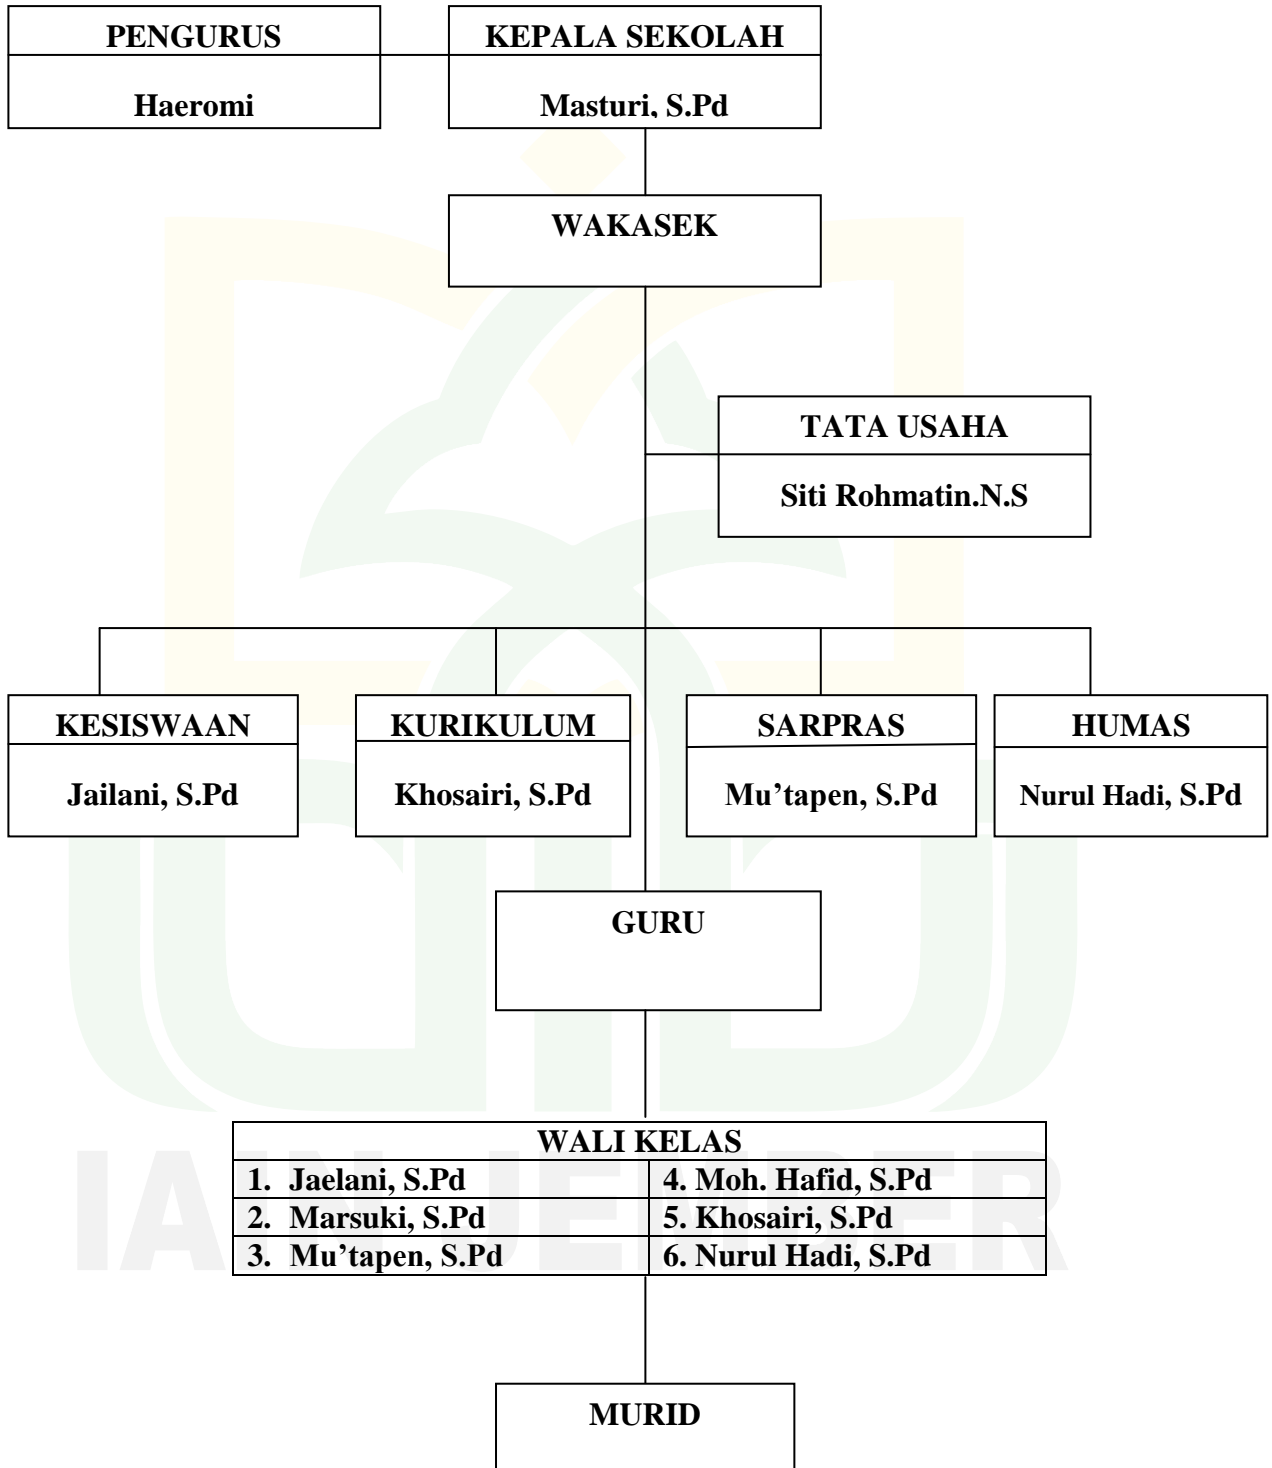 PENGURUS
Haeromi
KEPALA SEKOLAH
Masturi, S.Pd
WAKASEK
TATA USAHA
Siti Rohmatin.N.S
KESISWAAN
Jailani, S.Pd
KURIKULUM
Khosairi, S.Pd
SARPRAS
Mu’tapen, S.Pd
HUMAS
Nurul Hadi, S.Pd
GURU
WALI KELAS
1. Jaelani, S.Pd
4. Moh. Hafid, S.Pd
2. Marsuki, S.Pd
5. Khosairi, S.Pd
3. Mu’tapen, S.Pd
6. Nurul Hadi, S.Pd
IAIN JEMBER
MURID